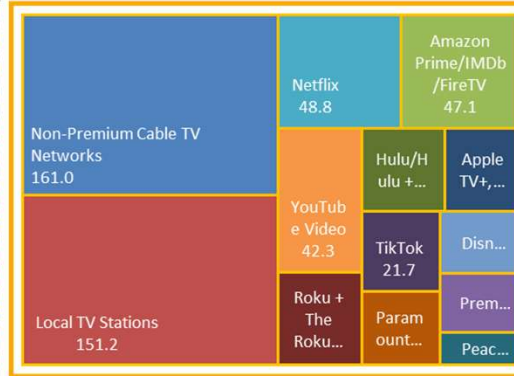 Non-Premium Cable TV
Networks
161.0
Local TV Stations
151.2
Netflix
48.8
Amazon
Prime/IMDb
/FireTV
47.1
YouTub
e Video
42.3
Roku +
The
Roku...
Hulu/H
ulu +...
TikTok
21.7
Param
ount...
Apple
TV+,...
Disn...
Prem...
Peac...